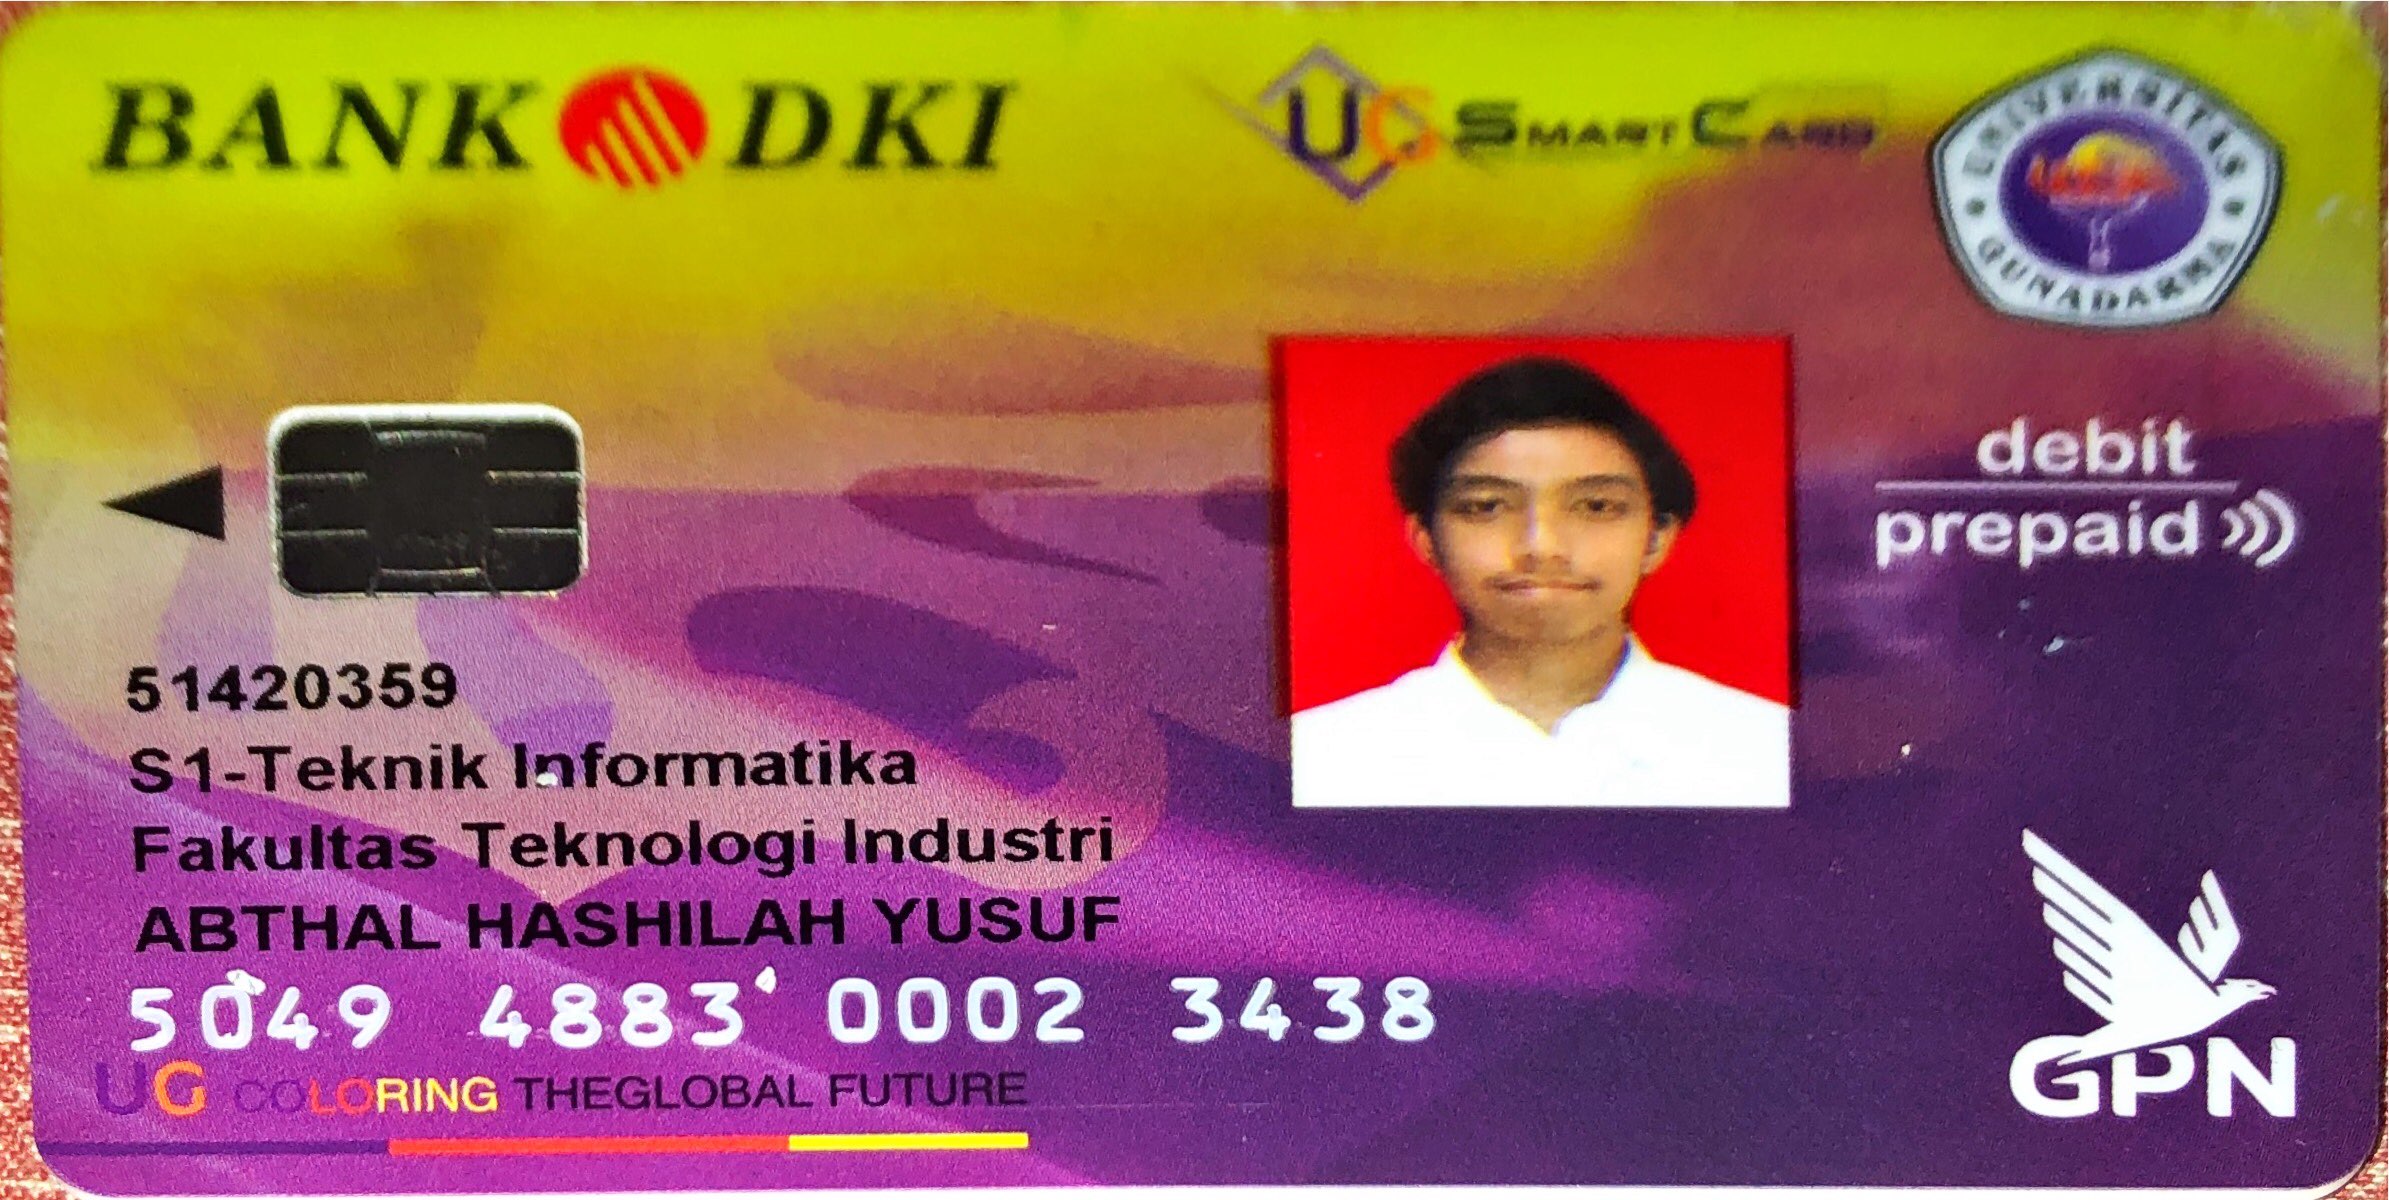 BANK DKI
UG SMART CARD
UNIVERSITAS GUNADARMA
debit
prepaid
51420359
S1-Teknik Informatika
Fakultas Teknologi Industri
ABTHAL HASHILAH YUSUF
5049 4883 0002 3438
UG COLORING THEGLOBAL FUTURE
GPN